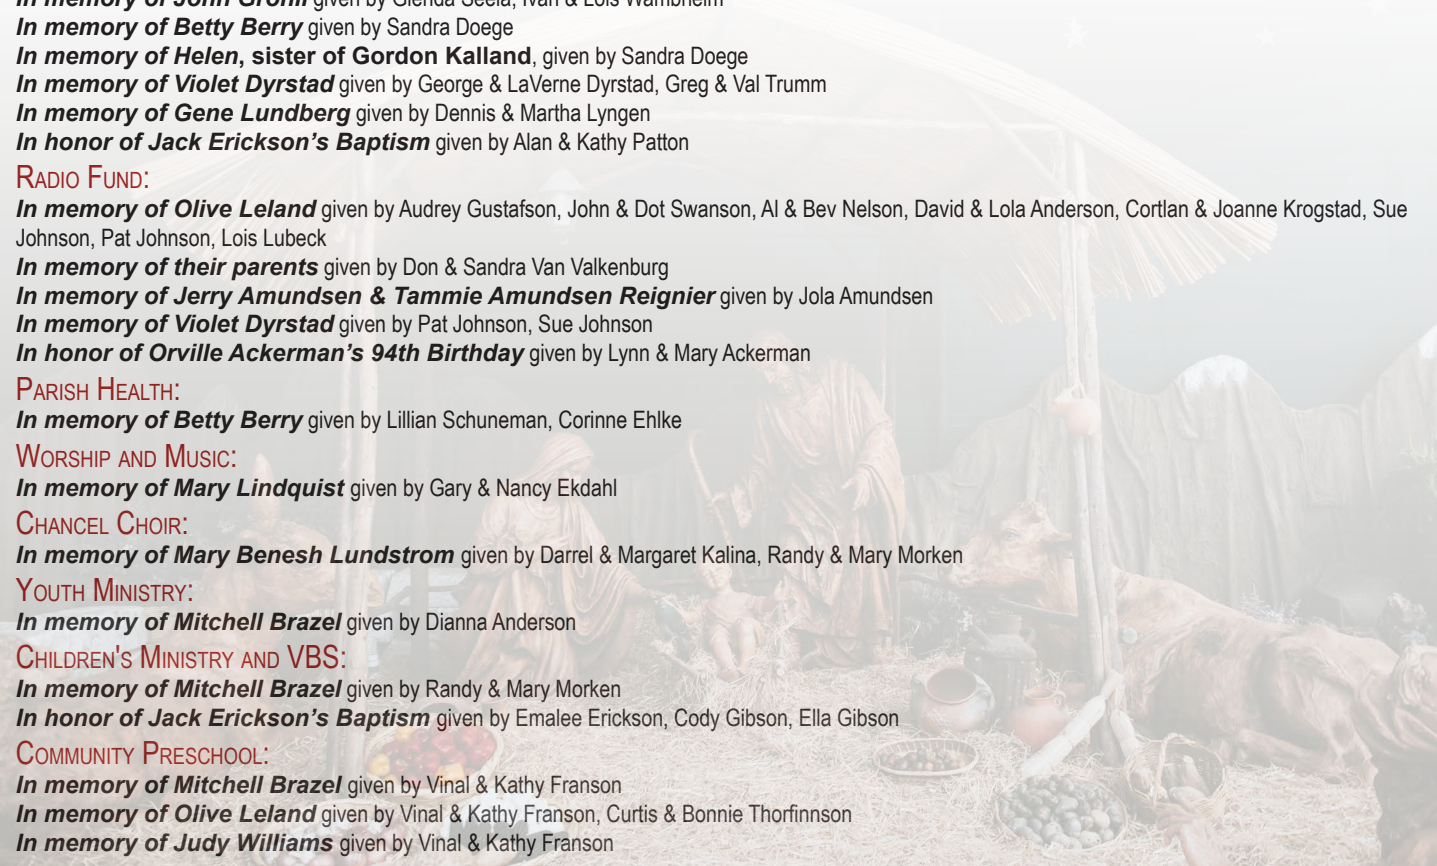 In memory of John Grohn given by Glenda Seela, Ivan & Lois Wambheim
In memory of Betty Berry given by Sandra Doege
In memory of Helen, sister of Gordon Kalland, given by Sandra Doege
In memory of Violet Dyrstad given by George & LaVerne Dyrstad, Greg & Val Trumm
In memory of Gene Lundberg given by Dennis & Martha Lyngen
In honor of Jack Erickson’s Baptism given by Alan & Kathy Patton
Radio Fund:
In memory of Olive Leland given by Audrey Gustafson, John & Dot Swanson, Al & Bev Nelson, David & Lola Anderson, Cortlan & Joanne Krogstad, Sue
Johnson, Pat Johnson, Lois Lubeck
In memory of their parents given by Don & Sandra Van Valkenburg
In memory of Jerry Amundsen & Tammie Amundsen Reignier given by Jola Amundsen
In memory of Violet Dyrstad given by Pat Johnson, Sue Johnson
In honor of Orville Ackerman’s 94th Birthday given by Lynn & Mary Ackerman
Parish Health:
In memory of Betty Berry given by Lillian Schuneman, Corinne Ehlke
Worship and Music:
In memory of Mary Lindquist given by Gary & Nancy Ekdahl
Chancel Choir:
In memory of Mary Benesh Lundstrom given by Darrel & Margaret Kalina, Randy & Mary Morken
Youth Ministry:
In memory of Mitchell Brazel given by Dianna Anderson
Children's Ministry and VBS:
In memory of Mitchell Brazel given by Randy & Mary Morken
In honor of Jack Erickson’s Baptism given by Emalee Erickson, Cody Gibson, Ella Gibson
Community Preschool:
In memory of Mitchell Brazel given by Vinal & Kathy Franson
In memory of Olive Leland given by Vinal & Kathy Franson, Curtis & Bonnie Thorfinnson
In memory of Judy Williams given by Vinal & Kathy Franson